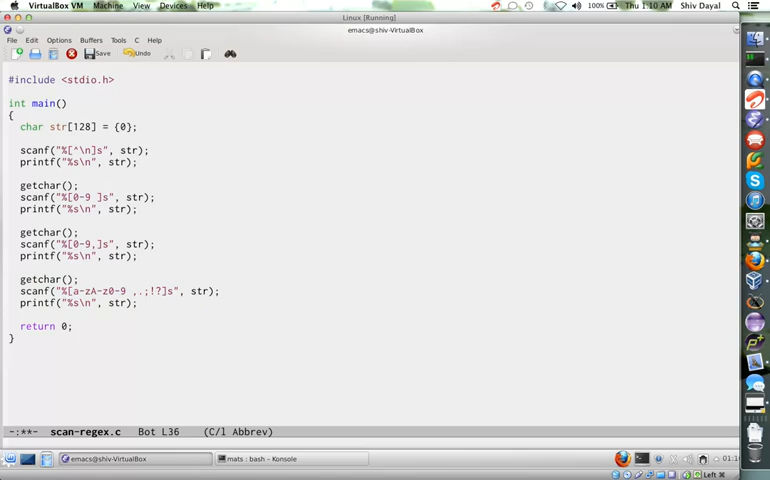 VirtualBox VM Machine View Devices Help 100% Thu 1:10 AM Shiv Dayal
Linux [Running]
emacs@shiv-VirtualBox
File Edit Options Buffers Tools C Help
Save Undo
#include <stdio.h>
int main()
{
char str[128] = {0};
scanf("%[^\n]s", str);
printf("%s\n", str);
getchar();
scanf("%[0-9 ]s", str);
printf("%s\n", str);
getchar();
scanf("%[0-9,]s", str);
printf("%s\n", str);
getchar();
scanf("%[a-zA-z0-9 ,.;!?]s", str);
printf("%s\n", str);
return 0;
}
-:**- scan-regex.c Bot L36 (C/l Abbrev)
emacs@shiv-VirtualBox mats : bash – Konsole
Left ⌘